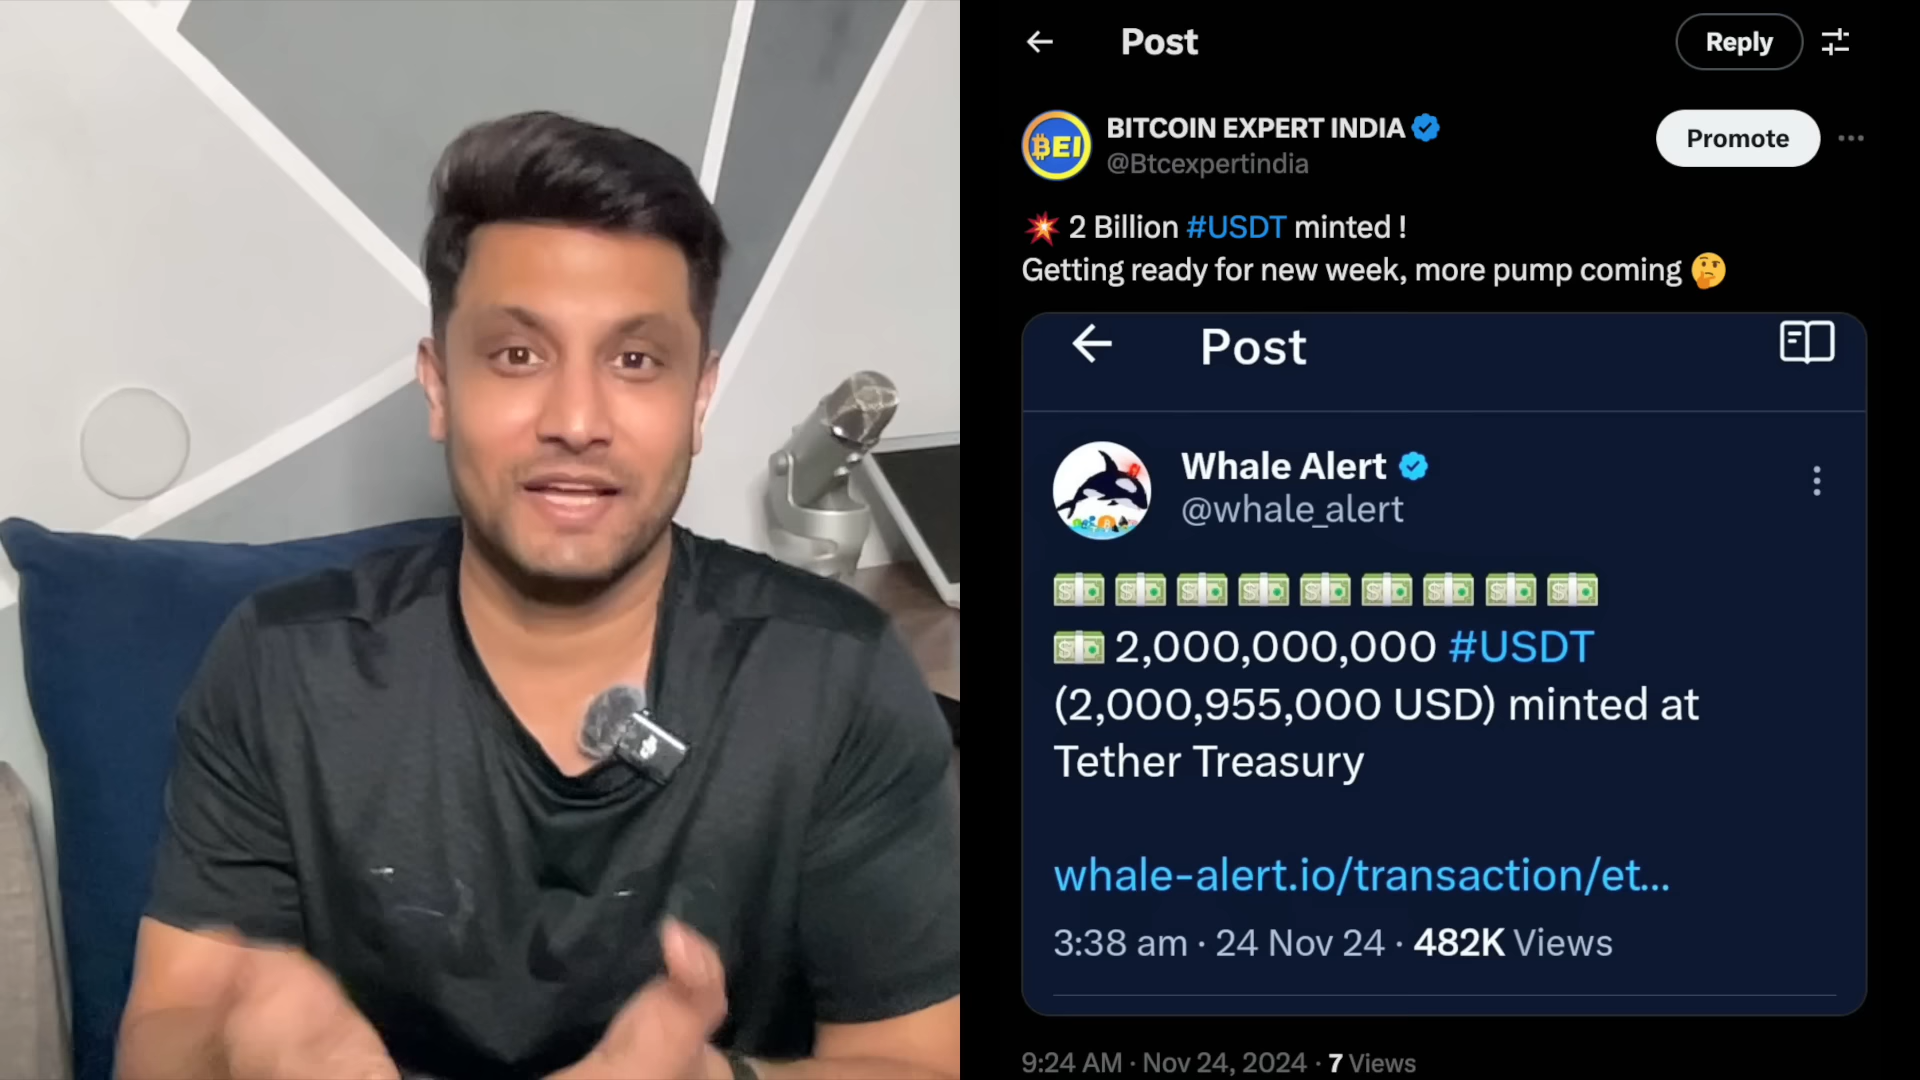 Post
Reply
BEI
BITCOIN EXPERT INDIA
@Btcexpertindia
Promote
💥 2 Billion #USDT minted !
Getting ready for new week, more pump coming 🤔
Post
Whale Alert
@whale_alert
💵 💵 💵 💵 💵 💵 💵 💵 💵
💵 2,000,000,000 #USDT
(2,000,955,000 USD) minted at
Tether Treasury
whale-alert.io/transaction/et...
3:38 am · 24 Nov 24 · 482K Views
9:24 AM · Nov 24, 2024 · 7 Views